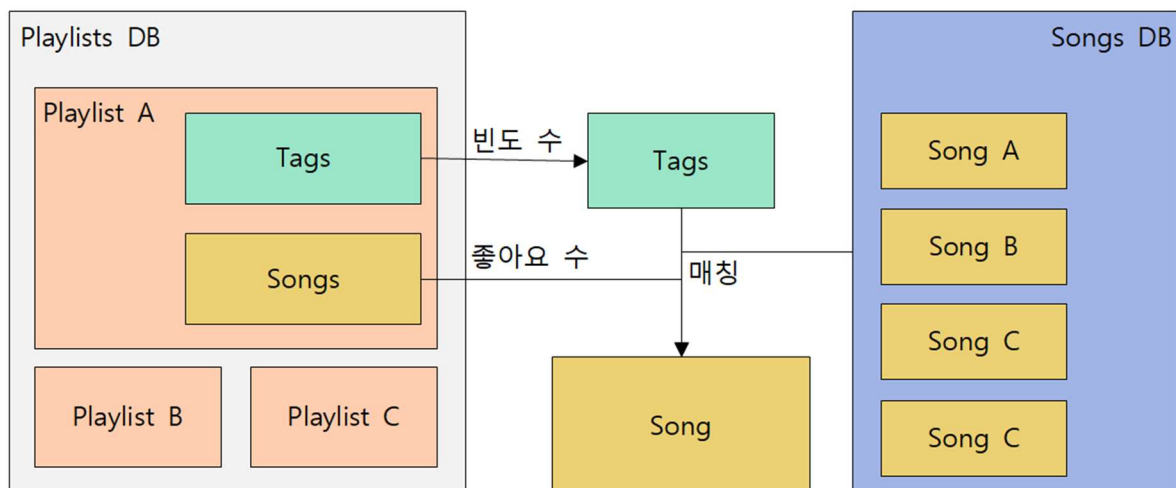 Playlists DB
Playlist A
Tags
Songs
Playlist B
Playlist C
빈도 수
좋아요 수
Tags
매칭
Song
Songs DB
Song A
Song B
Song C
Song C